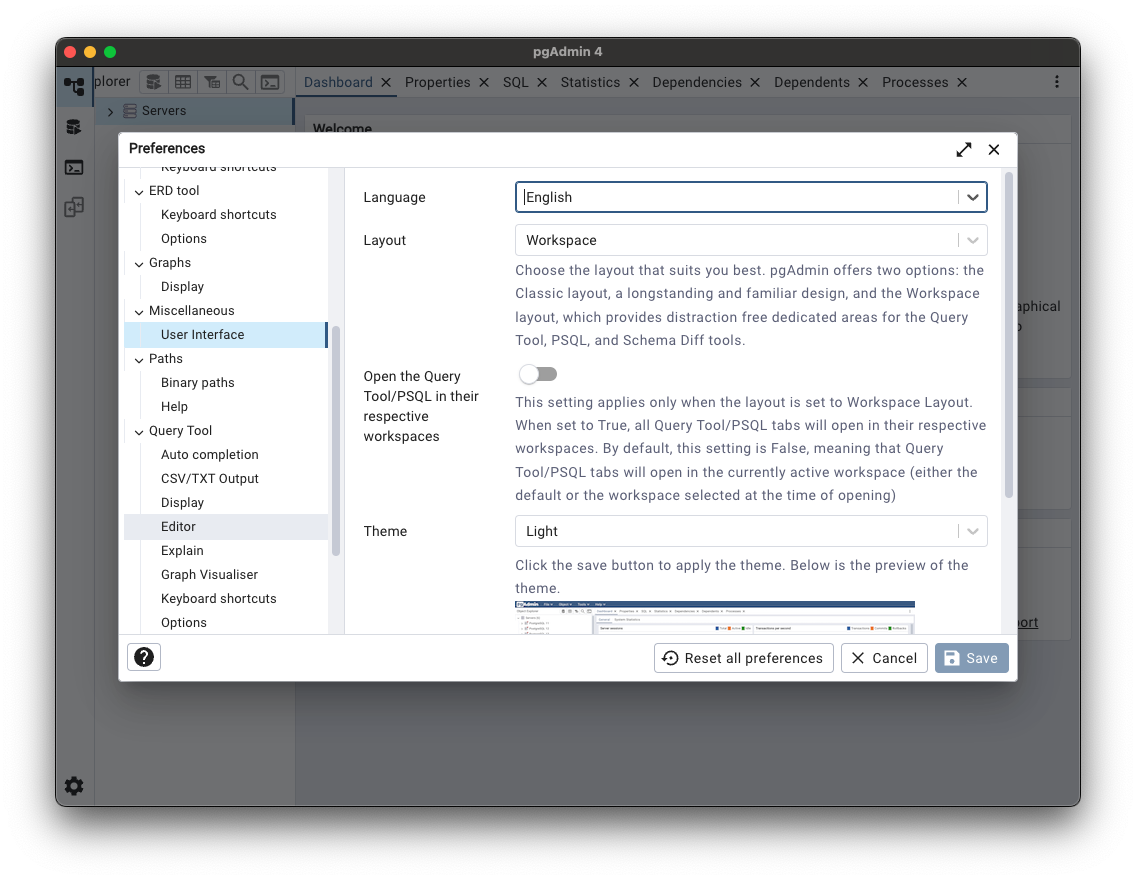 pgAdmin 4
plorer
Dashboard
Properties
SQL
Statistics
Dependencies
Dependents
Processes
Servers
Welcome
Preferences
Keyboard shortcuts
ERD tool
Keyboard shortcuts
Options
Graphs
Display
Miscellaneous
User Interface
Paths
Binary paths
Help
Query Tool
Auto completion
CSV/TXT Output
Display
Editor
Explain
Graph Visualiser
Keyboard shortcuts
Options
Language
English
Layout
Workspace
Choose the layout that suits you best. pgAdmin offers two options: the
Classic layout, a longstanding and familiar design, and the Workspace
layout, which provides distraction free dedicated areas for the Query
Tool, PSQL, and Schema Diff tools.
Open the Query
Tool/PSQL in their
respective
workspaces
This setting applies only when the layout is set to Workspace Layout.
When set to True, all Query Tool/PSQL tabs will open in their respective
workspaces. By default, this setting is False, meaning that Query
Tool/PSQL tabs will open in the currently active workspace (either the
default or the workspace selected at the time of opening)
Theme
Light
Click the save button to apply the theme. Below is the preview of the
theme.
aphical
ort
Reset all preferences
Cancel
Save